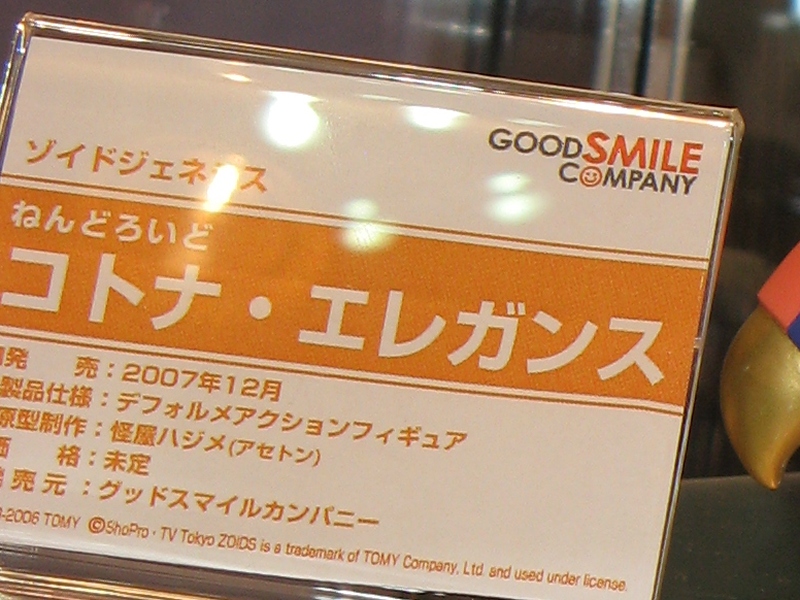 GOODSMILE
COMPANY
ゾイドジェネシス
ねんどろいど
コトナ・エレガンス
発 売:2007年12月
製品仕様:デフォルメアクションフィギュア
原型制作:怪屋ハジメ(アセトン)
価 格:未定
発売元:グッドスマイルカンパニー
-2006 TOMY ©ShoPro・TV Tokyo ZOIDS is a trademark of TOMY Company, Ltd. and used under license.